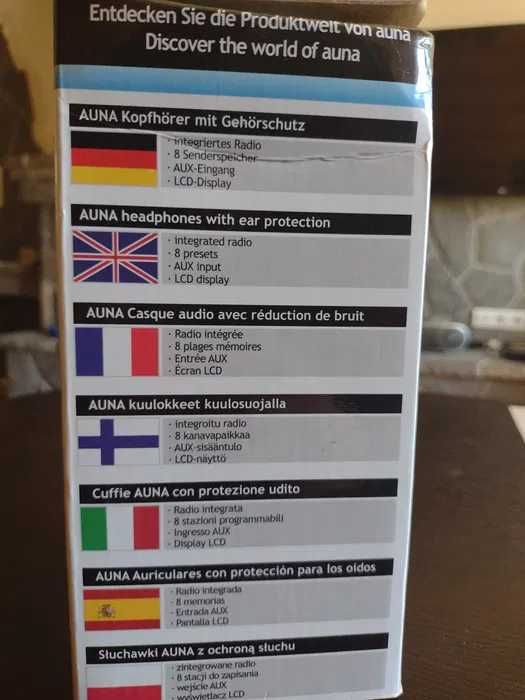 Entdecken Sie die Produktwelt von auna
Discover the world of auna
AUNA Kopfhörer mit Gehörschutz
· integriertes Radio
· 8 Senderspeicher
· AUX-Eingang
· LCD-Display
AUNA headphones with ear protection
· integrated radio
· 8 presets
· AUX input
· LCD display
AUNA Casque audio avec réduction de bruit
· Radio intégrée
· 8 plages mémoires
· Entrée AUX
· Écran LCD
AUNA kuulokkeet kuulosuojalla
· integroitu radio
· 8 kanavapaikkaa
· AUX-sisääntulo
· LCD-näyttö
Cuffie AUNA con protezione udito
· Radio integrata
· 8 stazioni programmabili
· Ingresso AUX
· Display LCD
AUNA Auriculares con protección para los oídos
· Radio integrada
· 8 memorias
· Entrada AUX
· Pantalla LCD
Słuchawki AUNA z ochroną słuchu
· zintegrowane radio
· 8 stacji do zapisania
· wejście AUX
· wyświetlacz LCD